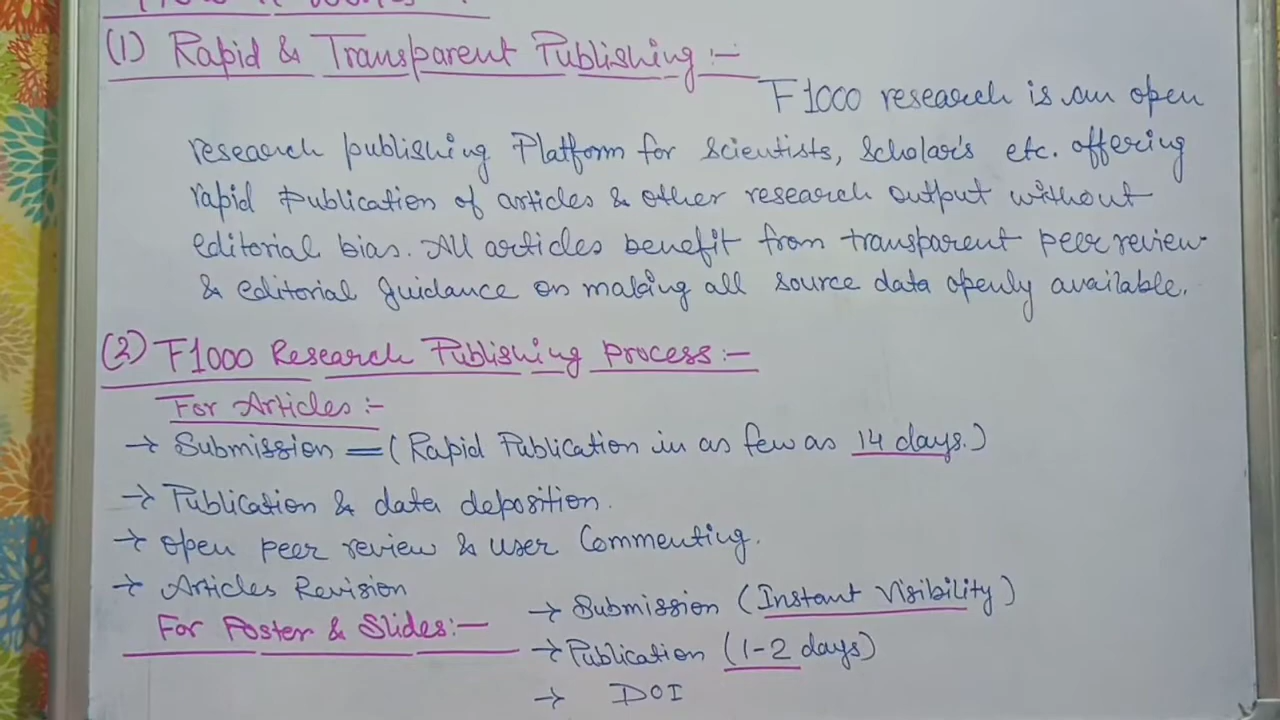 How it Works :
(1) Rapid & Transparent Publishing :-
F1000 research is an open
research publishing Platform for Scientists, Scholar's etc. offering
rapid Publication of articles & other research output without
editorial bias. All articles benefit from transparent peer review
& editorial guidance on making all source data openly available.
(2) F1000 Research Publishing Process :-
For Articles :-
→ Submission = (Rapid Publication in as few as 14 days.)
→ Publication & data deposition.
→ open peer review & user Commenting.
→ Articles Revision
For Poster & Slides :-
→ Submission (Instant Visibility)
→ Publication (1-2 days)
→ DOI